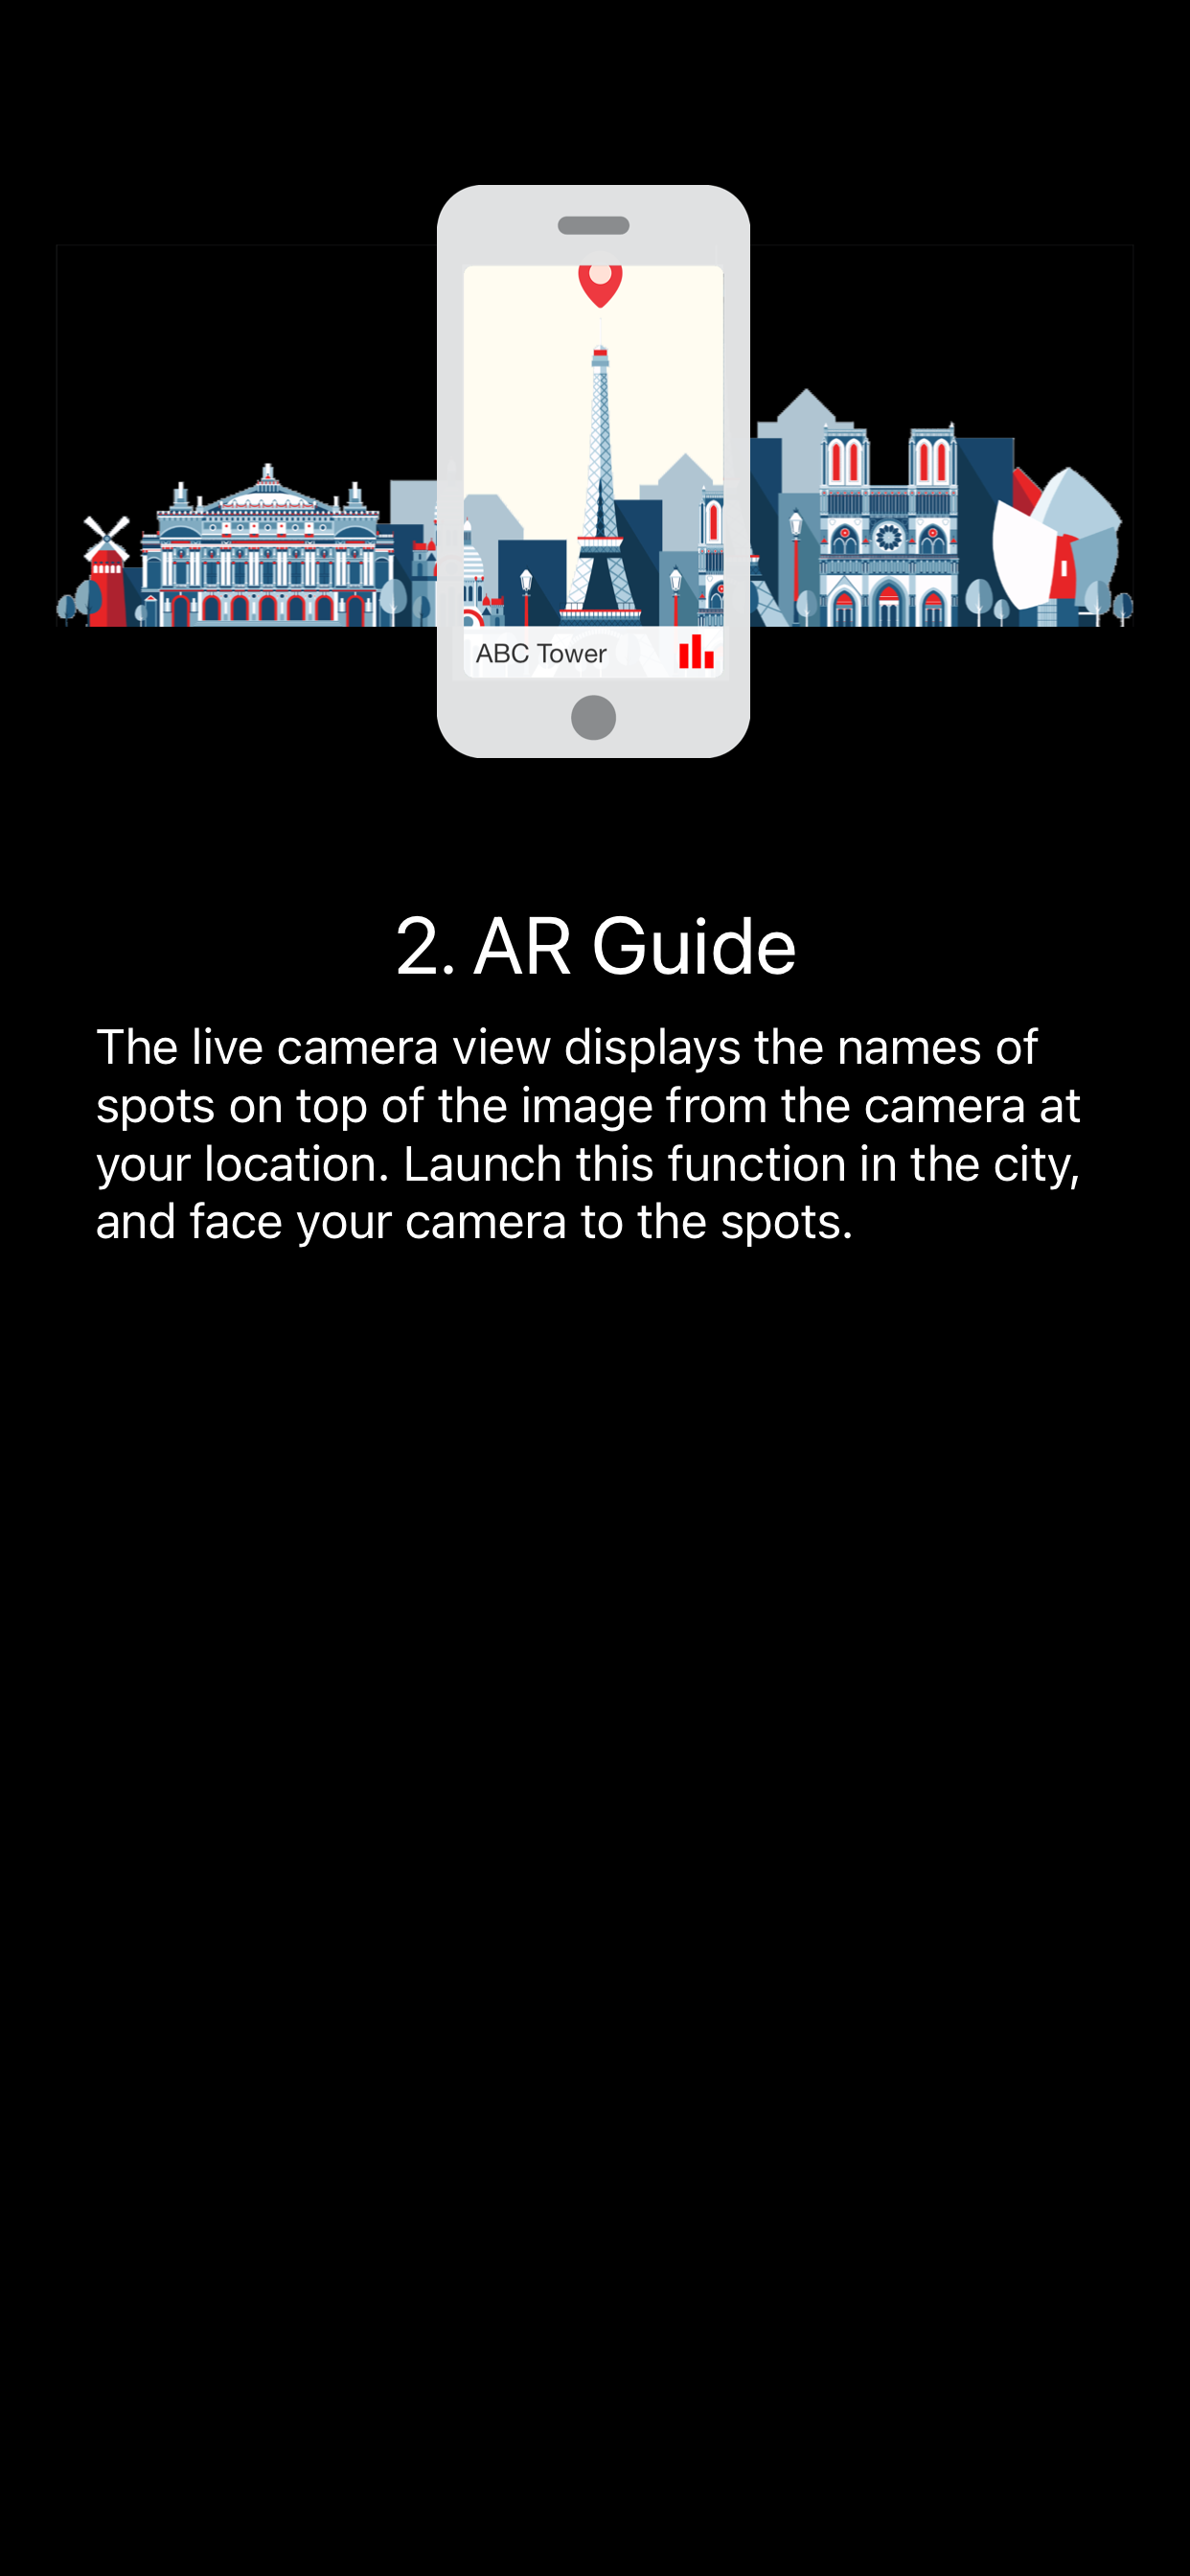 ABC Tower
2. AR Guide
The live camera view displays the names of
spots on top of the image from the camera at
your location. Launch this function in the city,
and face your camera to the spots.